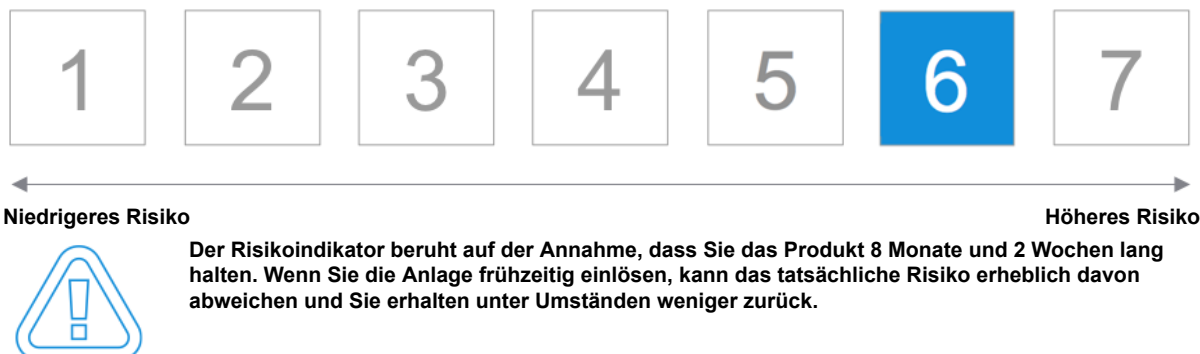 1 2 3 4 5 6 7
Niedrigeres Risiko Höheres Risiko
Der Risikoindikator beruht auf der Annahme, dass Sie das Produkt 8 Monate und 2 Wochen lang
halten. Wenn Sie die Anlage frühzeitig einlösen, kann das tatsächliche Risiko erheblich davon
abweichen und Sie erhalten unter Umständen weniger zurück.